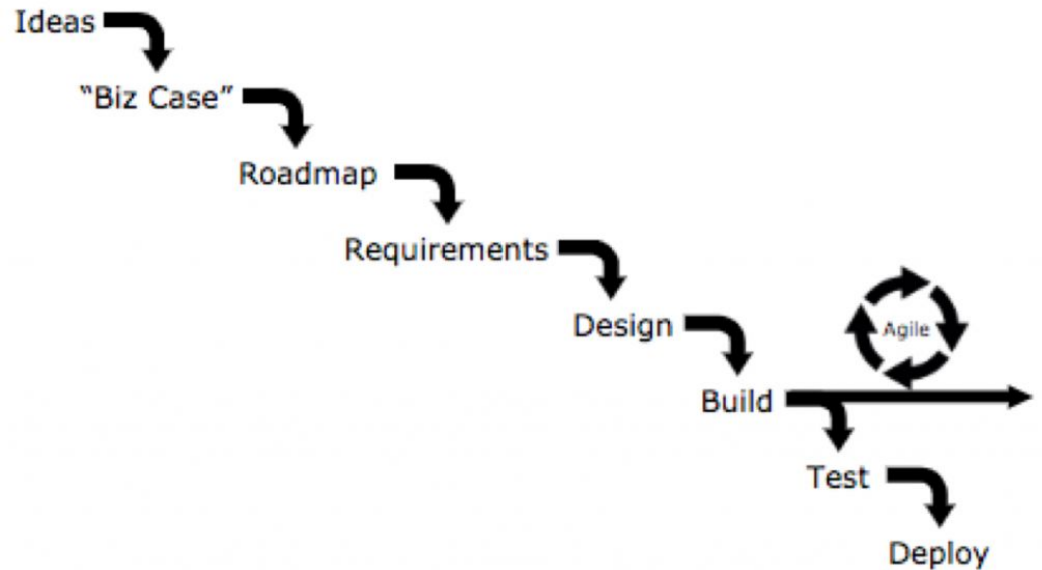 Ideas
“Biz Case”
Roadmap
Requirements
Design
Agile
Build
Test
Deploy